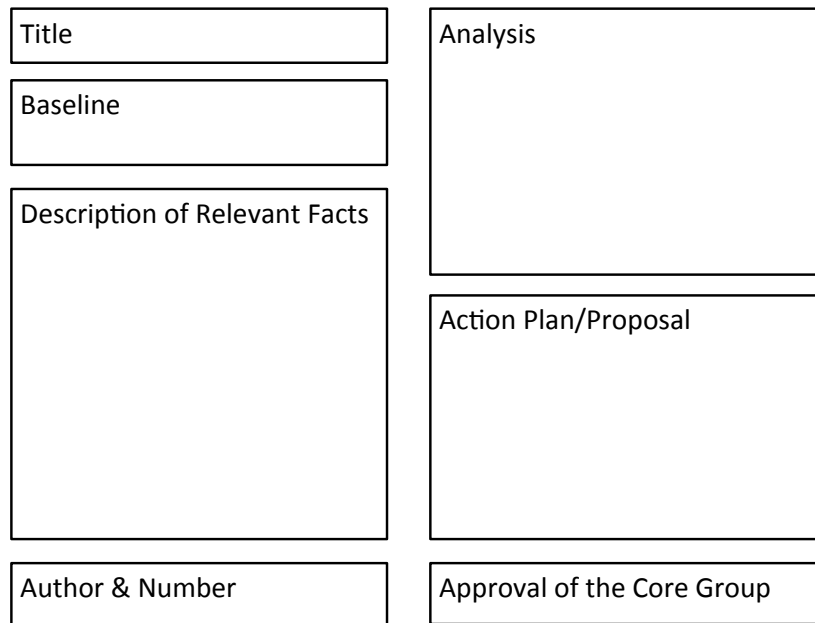 Title
Baseline
Description of Relevant Facts
Author & Number
Analysis
Action Plan/Proposal
Approval of the Core Group